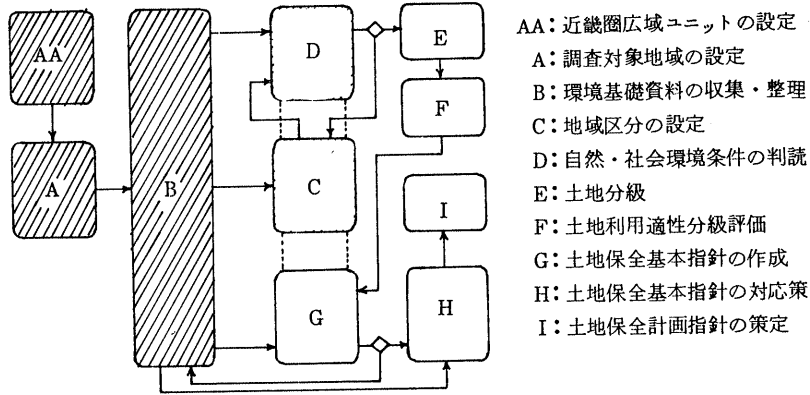 AA
A
B
D
C
G
E
F
I
H
AA：近畿圏広域ユニットの設定
A：調査対象地域の設定
B：環境基礎資料の収集・整理
C：地域区分の設定
D：自然・社会環境条件の判読
E：土地分級
F：土地利用適性分級評価
G：土地保全基本指針の作成
H：土地保全基本指針の対応策
I：土地保全計画指針の策定